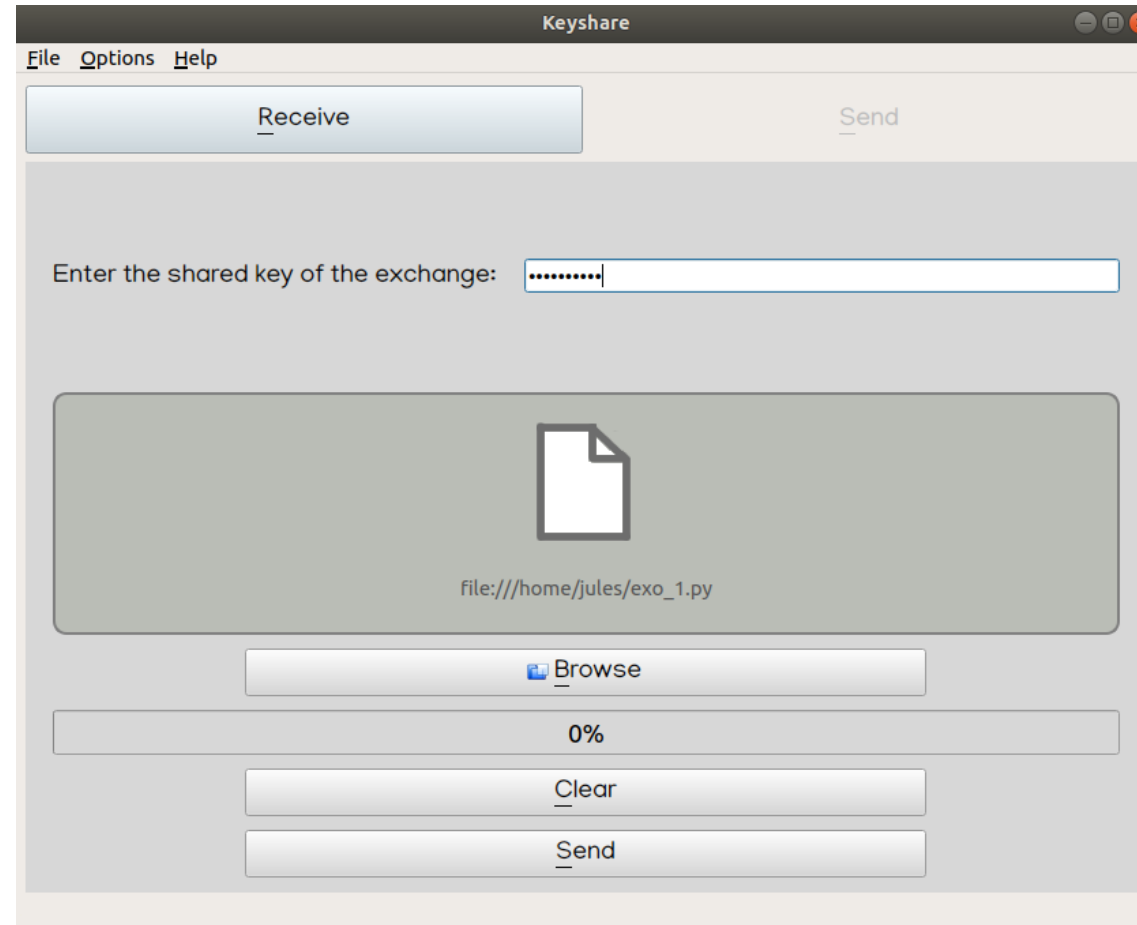 Keyshare
File Options Help
Receive Send
Enter the shared key of the exchange: ••••••••••
file:///home/jules/exo_1.py
Browse
0%
Clear
Send